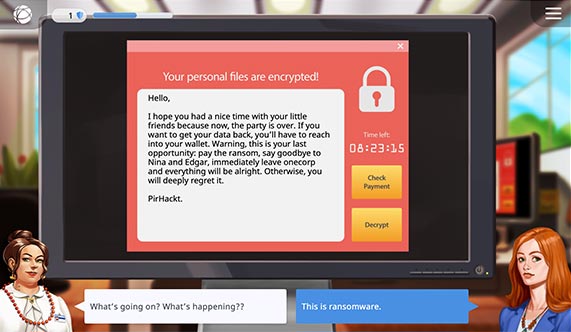 1
Your personal files are encrypted!
Hello,
I hope you had a nice time with your little
friends because now, the party is over. If you
want to get your data back, you'll have to reach
into your wallet. Warning, this is your last
opportunity: pay the ransom, say goodbye to
Nina and Edgar, immediately leave onecorp
and everything will be alright. Otherwise, you
will deeply regret it.
PirHackt.
Time left:
08:23:15
Check
Payment
Decrypt
What's going on? What's happening??
This is ransomware.